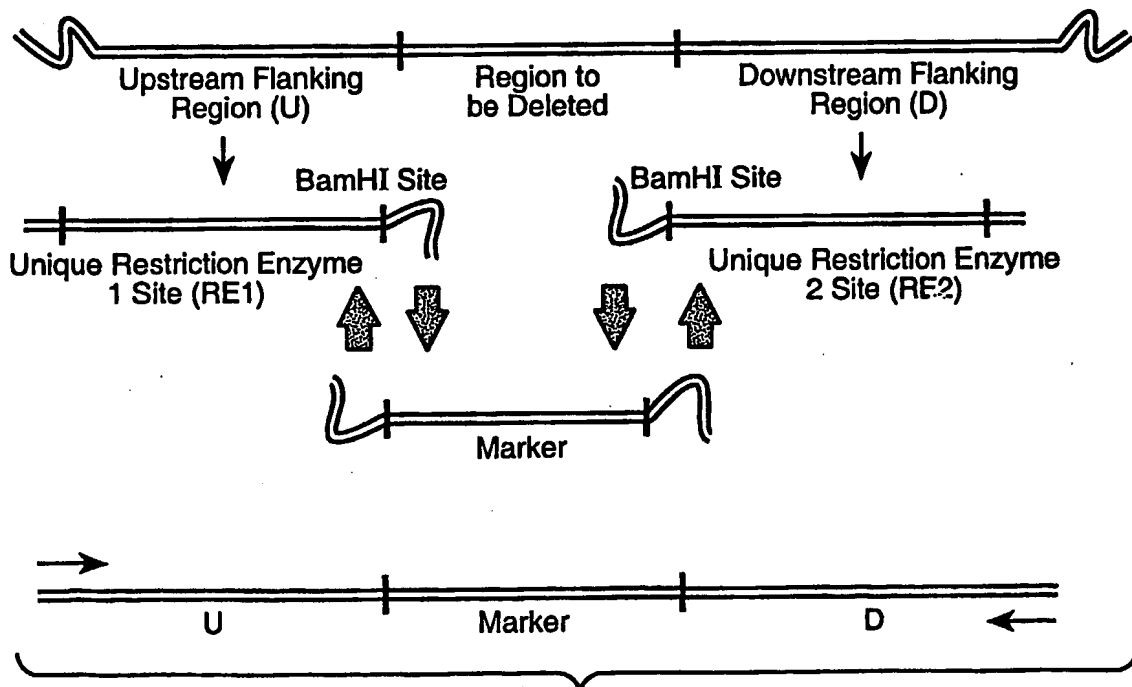 Upstream Flanking
Region (U)
Region to
be Deleted
Downstream Flanking
Region (D)
BamHI Site
BamHI Site
Unique Restriction Enzyme
1 Site (RE1)
Unique Restriction Enzyme
2 Site (RE2)
Marker
U
Marker
D